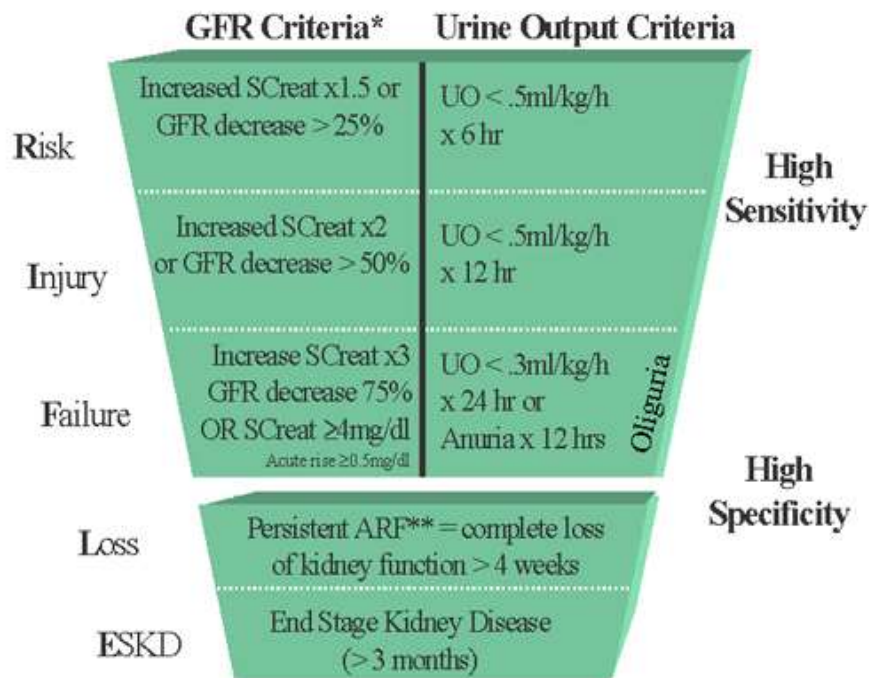 GFR Criteria*
Urine Output Criteria
Risk
Increased SCreat x1.5 or
GFR decrease > 25%
UO < .5ml/kg/h
x 6 hr
High
Sensitivity
Injury
Increased SCreat x2
or GFR decrease > 50%
UO < .5ml/kg/h
x 12 hr
Failure
Increase SCreat x3
GFR decrease 75%
OR SCreat ≥4mg/dl
Acute rise ≥0.5mg/dl
UO < .3ml/kg/h
x 24 hr or
Anuria x 12 hrs
Oliguria
High
Specificity
Loss
Persistent ARF** = complete loss
of kidney function > 4 weeks
ESKD
End Stage Kidney Disease
(> 3 months)